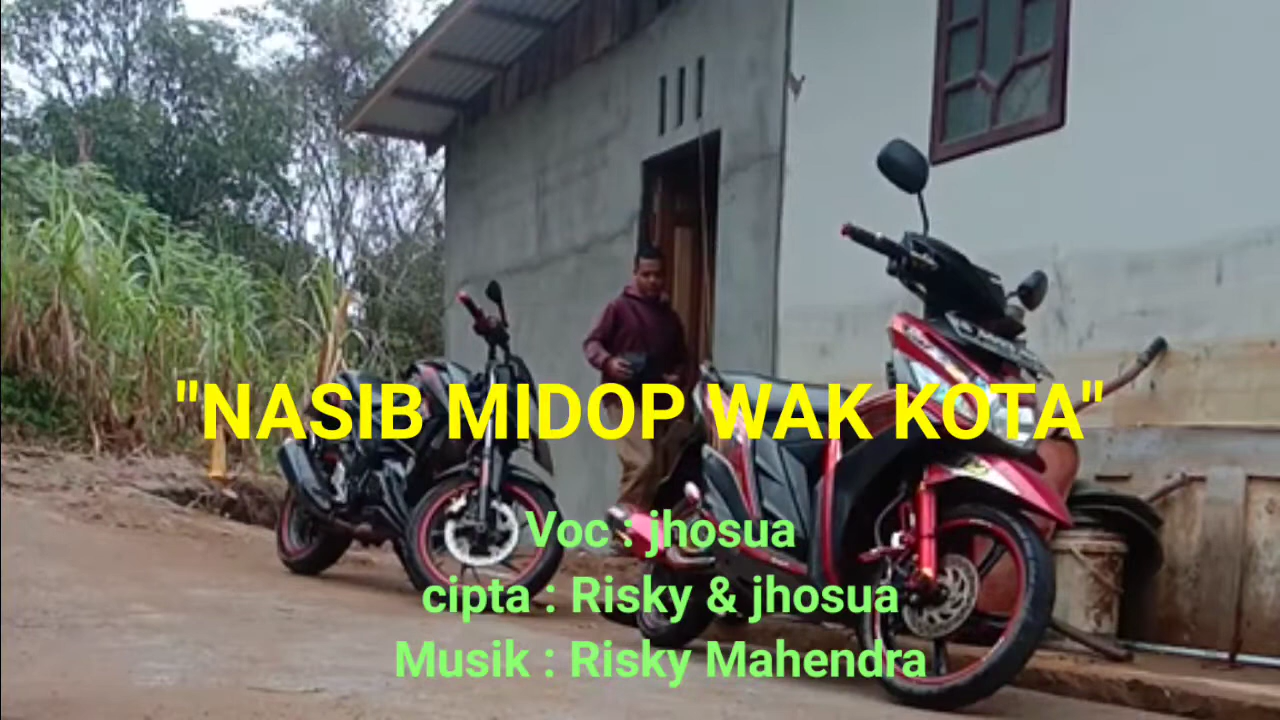 "NASIB MIDOP WAK KOTA"
Voc : jhosua
cipta : Risky & jhosua
Musik : Risky Mahendra